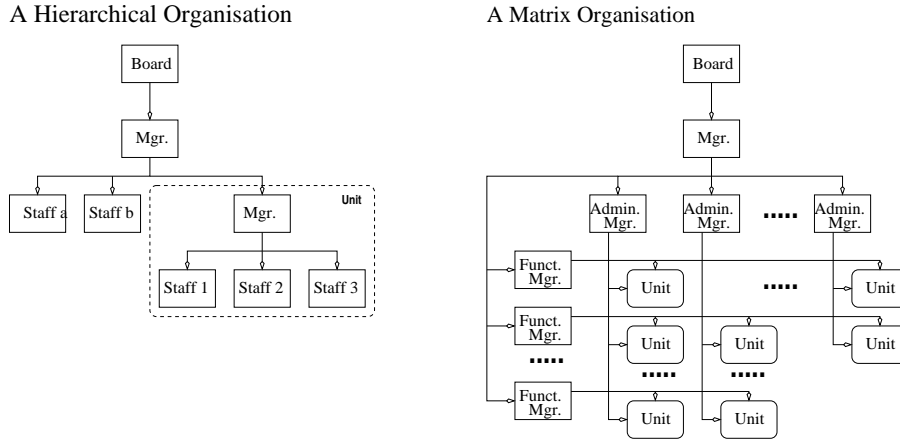 A Hierarchical Organisation
Board
Mgr.
Staff a
Staff b
Mgr.
Unit
Staff 1
Staff 2
Staff 3
A Matrix Organisation
Board
Mgr.
Admin.
Mgr.
Admin.
Mgr.
.....
Admin.
Mgr.
Funct.
Mgr.
Unit
.....
Unit
Funct.
Mgr.
Unit
Unit
Unit
.....
.....
.....
Funct.
Mgr.
Unit
Unit